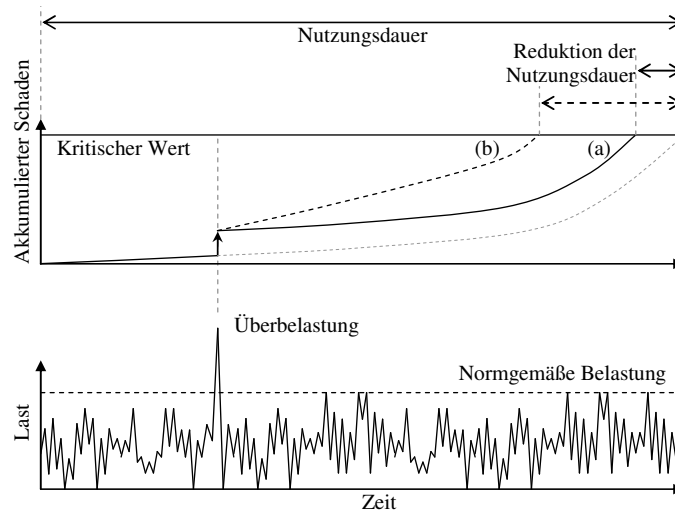 Nutzungsdauer
Reduktion der
Nutzungsdauer
Akkumulierter Schaden
Kritischer Wert
(b)
(a)
Überbelastung
Normgemäße Belastung
Last
Zeit